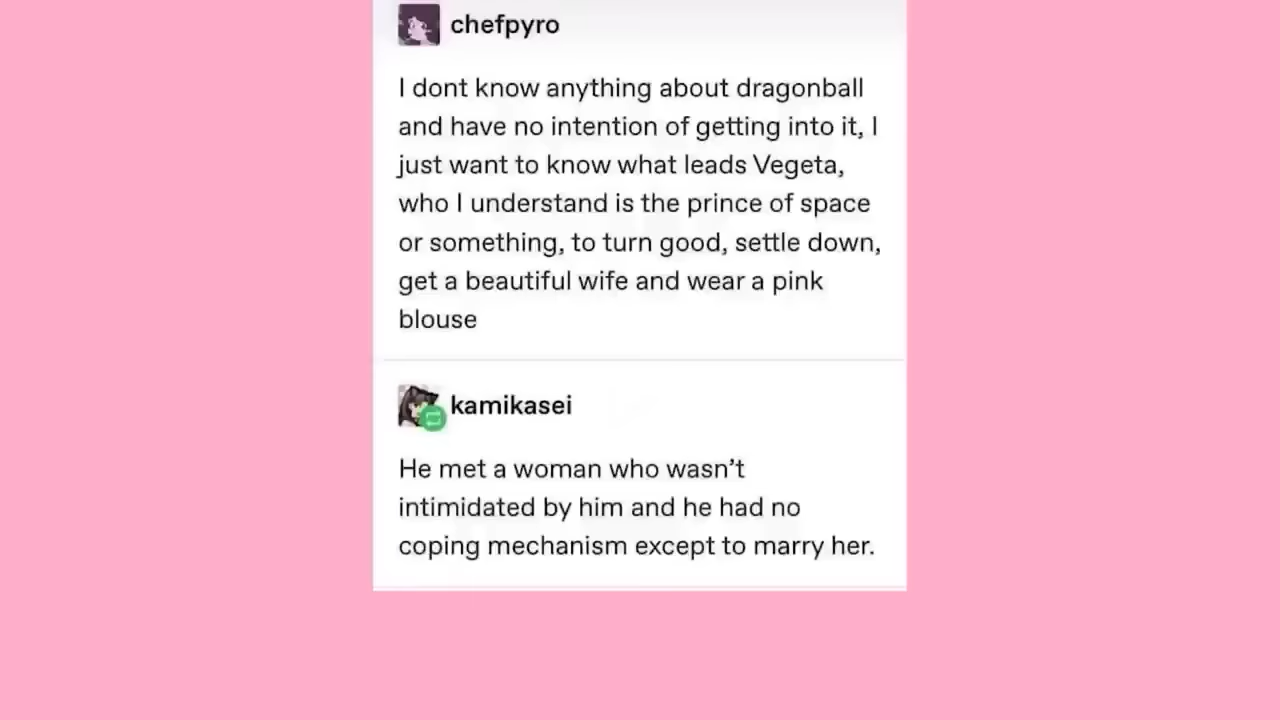 chefpyro
I dont know anything about dragonball
and have no intention of getting into it, I
just want to know what leads Vegeta,
who I understand is the prince of space
or something, to turn good, settle down,
get a beautiful wife and wear a pink
blouse
kamikasei
He met a woman who wasn’t
intimidated by him and he had no
coping mechanism except to marry her.